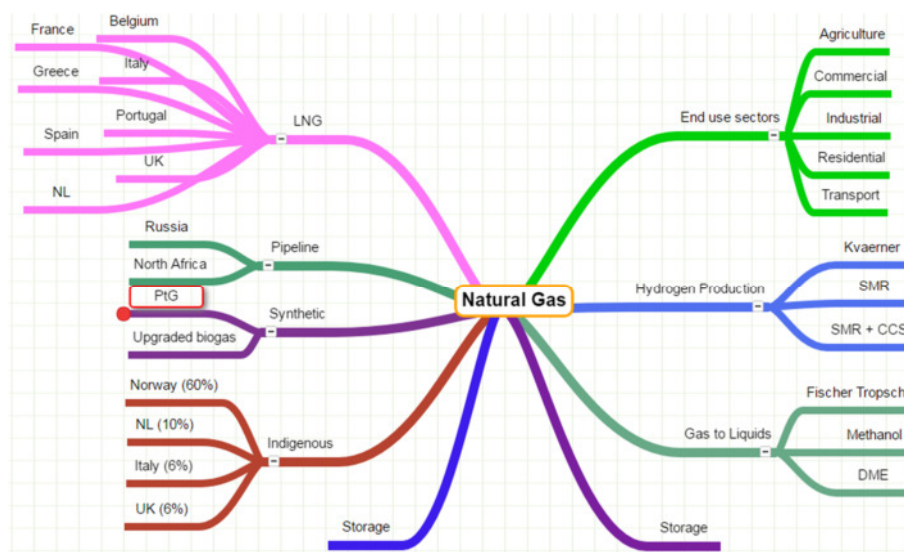 Belgium
France
Italy
Greece
Portugal
Spain
UK
NL
LNG
Russia
North Africa
Pipeline
PtG
Upgraded biogas
Synthetic
Norway (60%)
NL (10%)
Italy (6%)
UK (6%)
Indigenous
Storage
Natural Gas
End use sectors
Agriculture
Commercial
Industrial
Residential
Transport
Hydrogen Production
Kvaerner
SMR
SMR + CCS
Gas to Liquids
Fischer Tropsch
Methanol
DME
Storage